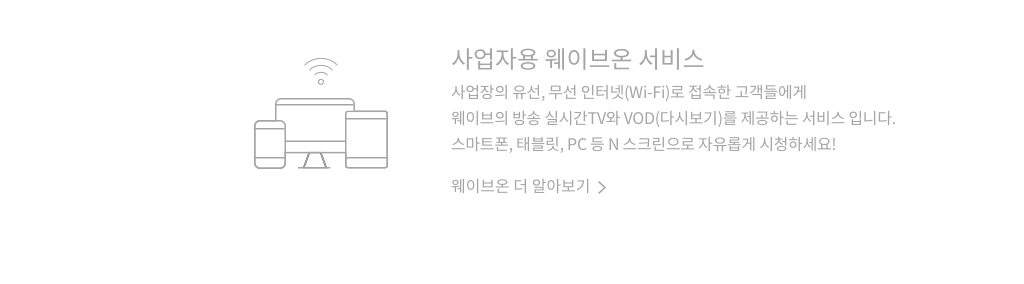 사업자용 웨이브온 서비스
사업장의 유선, 무선 인터넷(Wi-Fi)로 접속한 고객들에게
웨이브의 방송 실시간TV와 VOD(다시보기)를 제공하는 서비스 입니다.
스마트폰, 태블릿, PC 등 N 스크린으로 자유롭게 시청하세요!
웨이브온 더 알아보기 >